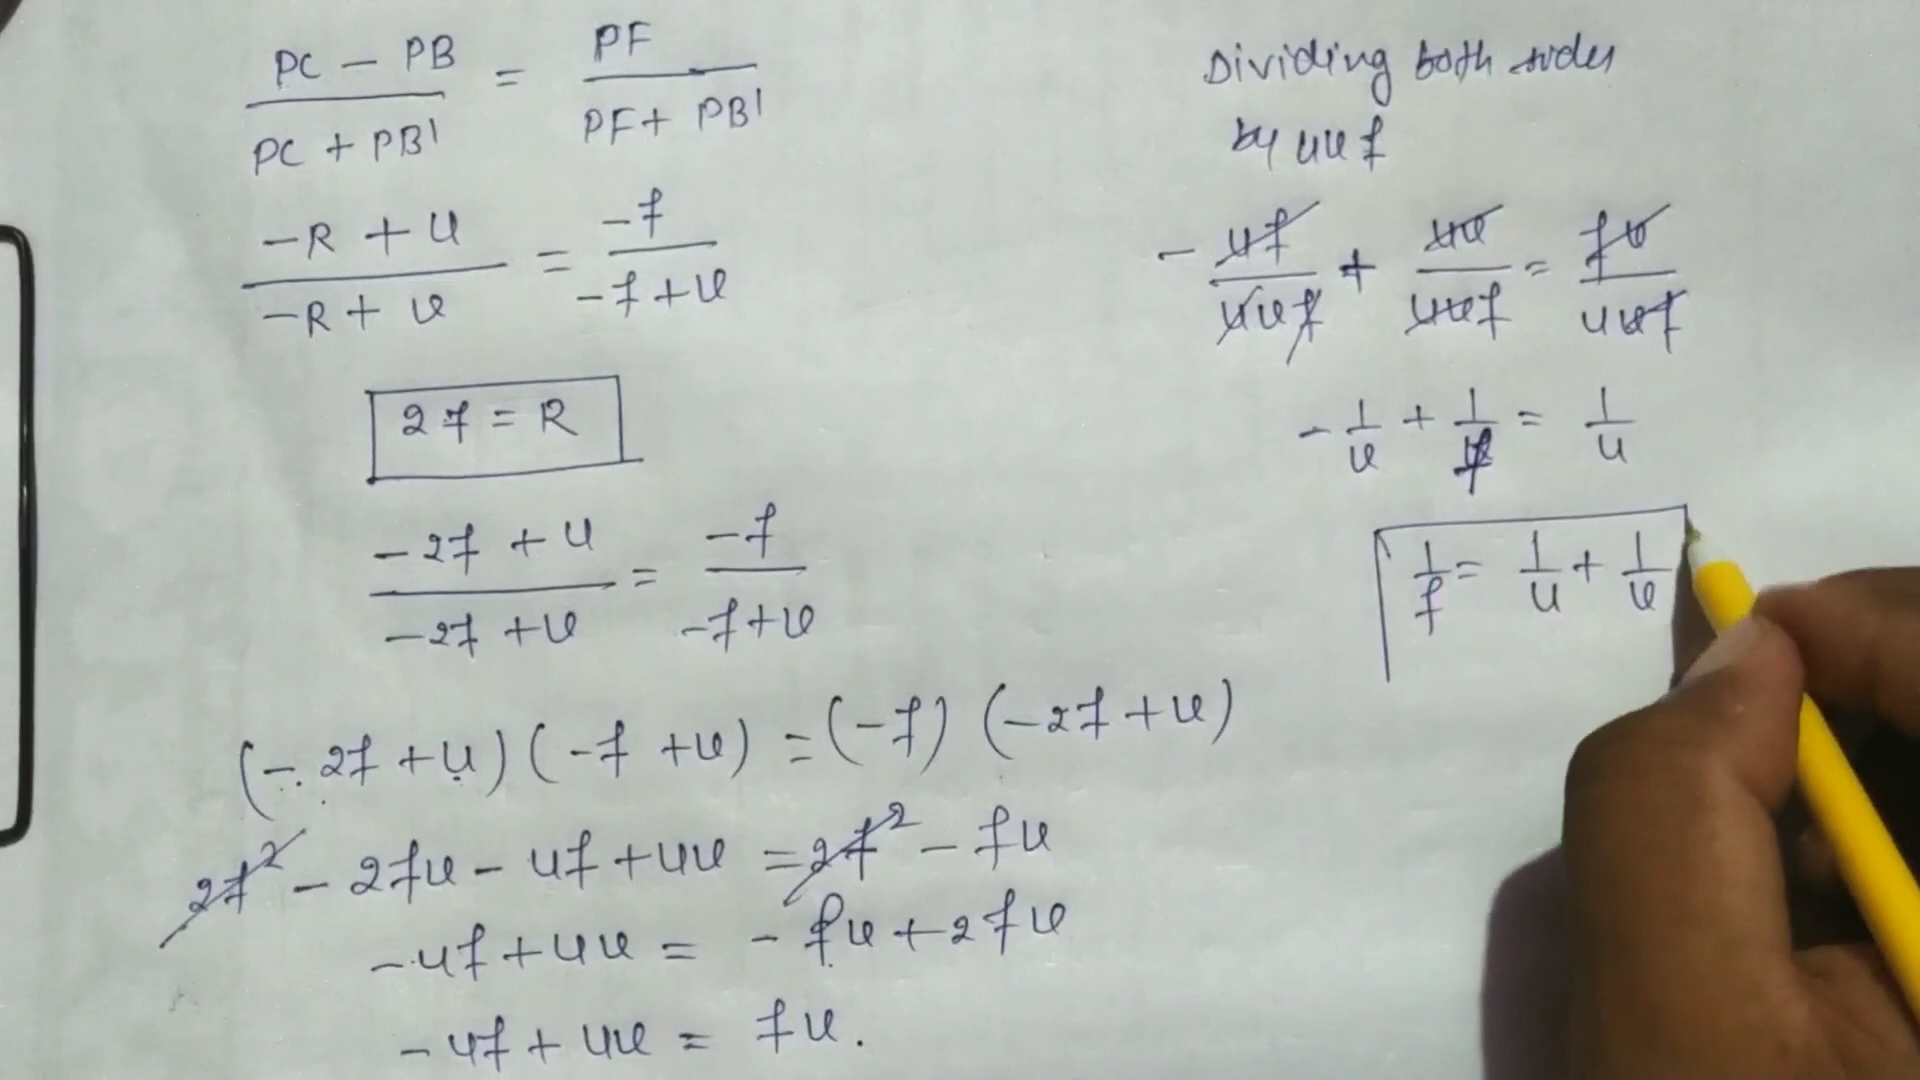 PC - PB / PC + PB' = PF / PF + PB'
-R + u / -R + v = -f / -f + v
2f = R
-2f + u / -2f + v = -f / -f + v
(-2f + u) (-f + v) = (-f) (-2f + v)
2f² - 2fv - uf + uv = 2f² - fv
-uf + uv = - fv + 2fv
-uf + uv = fv.
Dividing both sides
by uvf
- uf / uvf + uv / uvf = fv / uvf
- 1/v + 1/f = 1/u
1/f = 1/u + 1/v